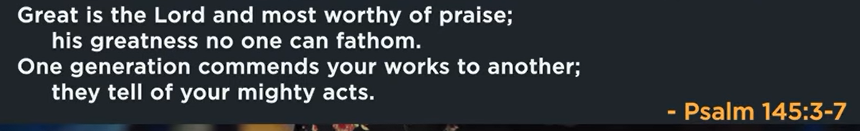 Great is the Lord and most worthy of praise;
his greatness no one can fathom.
One generation commends your works to another;
they tell of your mighty acts.
- Psalm 145:3-7